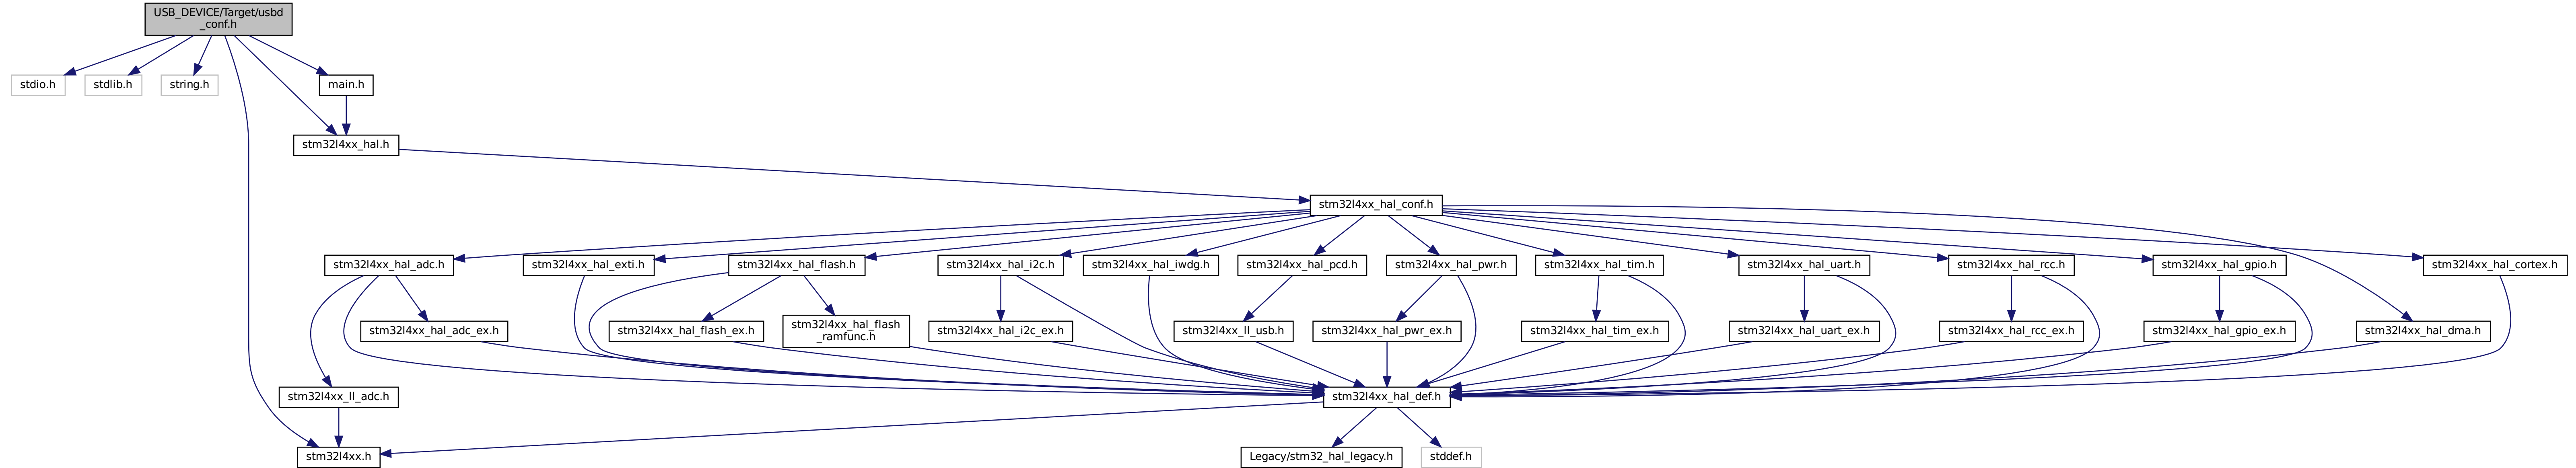 USB_DEVICE/Target/usbd
_conf.h
stdio.h
stdlib.h
string.h
main.h
stm32l4xx_hal.h
stm32l4xx_hal_conf.h
stm32l4xx_hal_adc.h
stm32l4xx_hal_exti.h
stm32l4xx_hal_flash.h
stm32l4xx_hal_i2c.h
stm32l4xx_hal_iwdg.h
stm32l4xx_hal_pcd.h
stm32l4xx_hal_pwr.h
stm32l4xx_hal_tim.h
stm32l4xx_hal_uart.h
stm32l4xx_hal_rcc.h
stm32l4xx_hal_gpio.h
stm32l4xx_hal_cortex.h
stm32l4xx_hal_adc_ex.h
stm32l4xx_hal_flash_ex.h
stm32l4xx_hal_flash
_ramfunc.h
stm32l4xx_hal_i2c_ex.h
stm32l4xx_ll_usb.h
stm32l4xx_hal_pwr_ex.h
stm32l4xx_hal_tim_ex.h
stm32l4xx_hal_uart_ex.h
stm32l4xx_hal_rcc_ex.h
stm32l4xx_hal_gpio_ex.h
stm32l4xx_hal_dma.h
stm32l4xx_ll_adc.h
stm32l4xx_hal_def.h
stm32l4xx.h
Legacy/stm32_hal_legacy.h
stddef.h